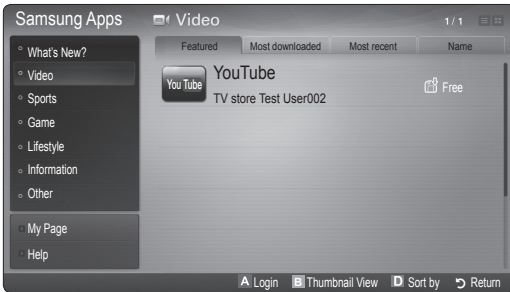 Samsung Apps
Video
1/1
What's New?
Video
Sports
Game
Lifestyle
Information
Other
My Page
Help
Featured
Most downloaded
Most recent
Name
You Tube
YouTube
TV store Test User002
Free
A Login
B Thumbnail View
D Sort by
Return